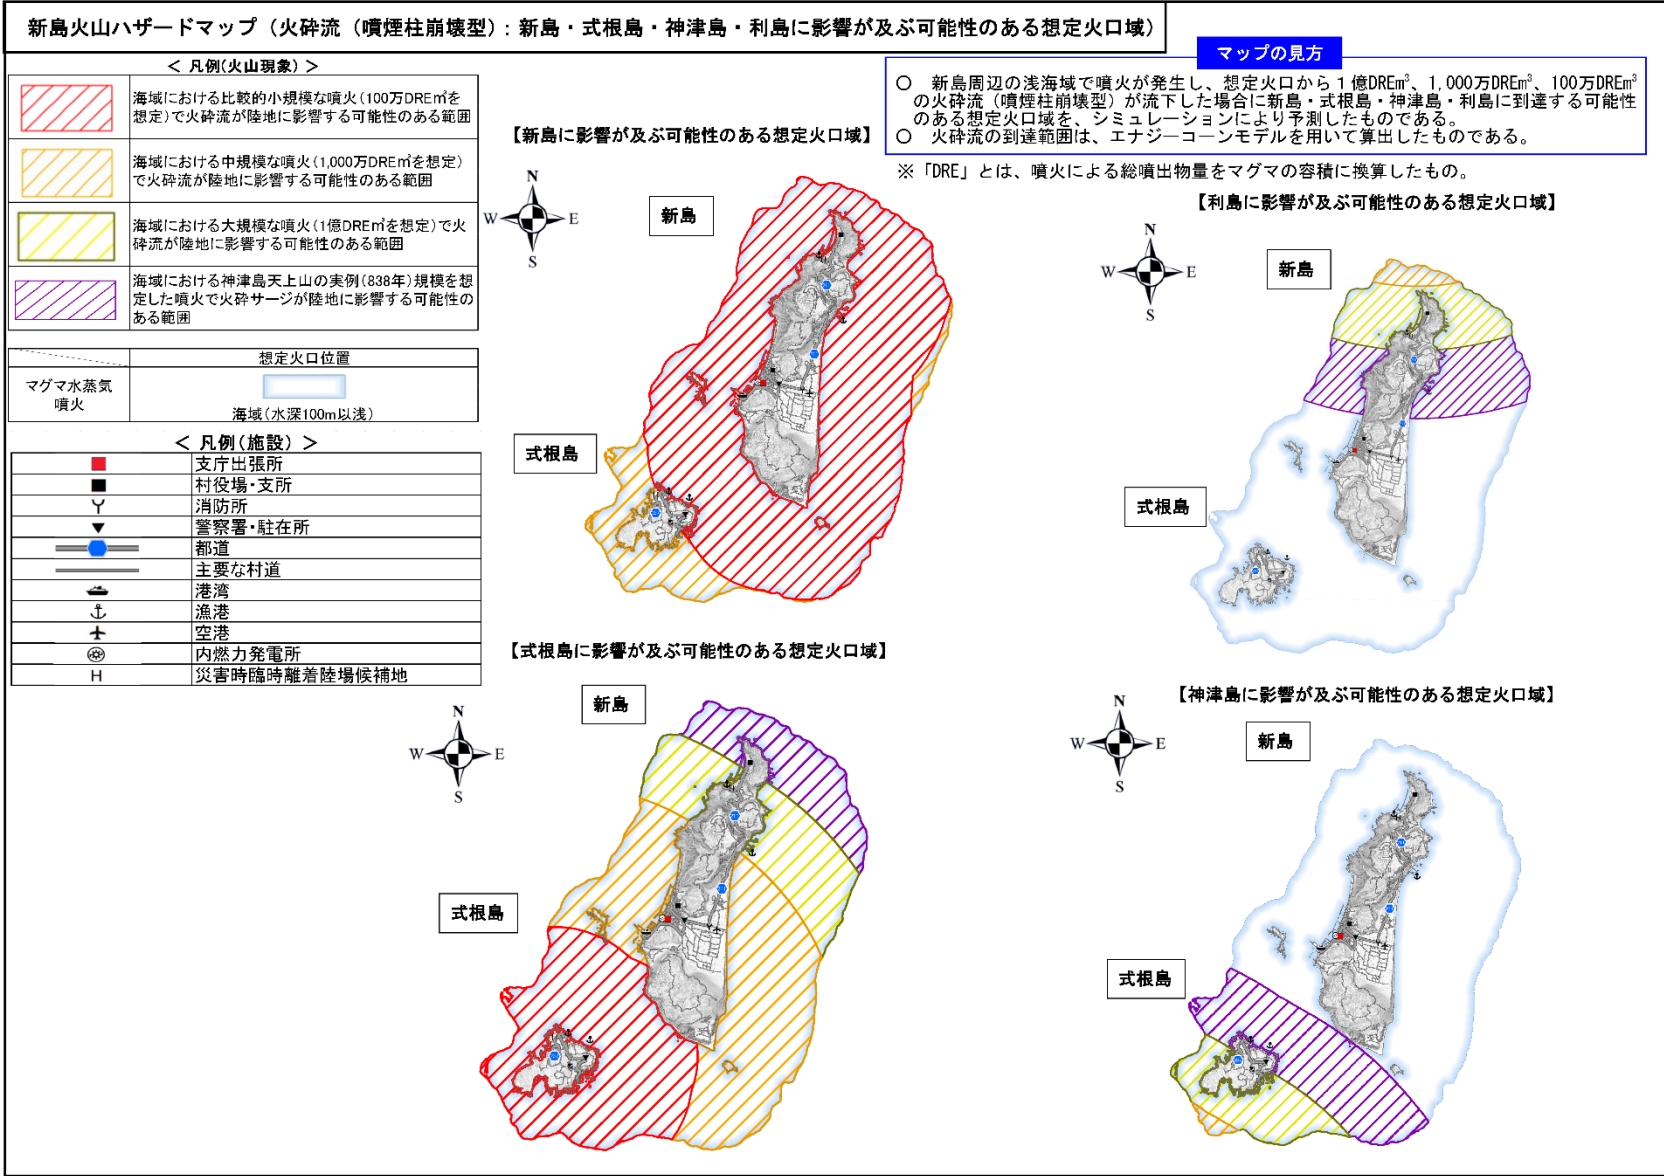 新島火山ハザードマップ（火砕流（噴煙柱崩壊型）：新島・式根島・神津島・利島に影響が及ぶ可能性のある想定火口域）
＜ 凡例(火山現象) ＞
海域における比較的小規模な噴火(100万DRE㎥を
想定)で火砕流が陸地に影響する可能性のある範囲
海域における中規模な噴火(1,000万DRE㎥を想定)
で火砕流が陸地に影響する可能性のある範囲
海域における大規模な噴火(1億DRE㎥を想定)で火
砕流が陸地に影響する可能性のある範囲
海域における神津島天上山の実例(838年)規模を想
定した噴火で火砕サージが陸地に影響する可能性の
ある範囲
想定火口位置
マグマ水蒸気
噴火
海域(水深100m以浅)
＜ 凡例(施設) ＞
支庁出張所
村役場・支所
消防所
警察署・駐在所
都道
主要な村道
港湾
漁港
空港
内燃力発電所
H 災害時臨時離着陸場候補地
マップの見方
○ 新島周辺の浅海域で噴火が発生し、想定火口から１億DREm³、1,000万DREm³、100万DREm³
の火砕流（噴煙柱崩壊型）が流下した場合に新島・式根島・神津島・利島に到達する可能性
のある想定火口域を、シミュレーションにより予測したものである。
○ 火砕流の到達範囲は、エナジーコーンモデルを用いて算出したものである。
※「DRE」とは、噴火による総噴出物量をマグマの容積に換算したもの。
【新島に影響が及ぶ可能性のある想定火口域】
N
W E
S
新島
式根島
【利島に影響が及ぶ可能性のある想定火口域】
N
W E
S
新島
式根島
【式根島に影響が及ぶ可能性のある想定火口域】
N
W E
S
新島
式根島
【神津島に影響が及ぶ可能性のある想定火口域】
N
W E
S
新島
式根島